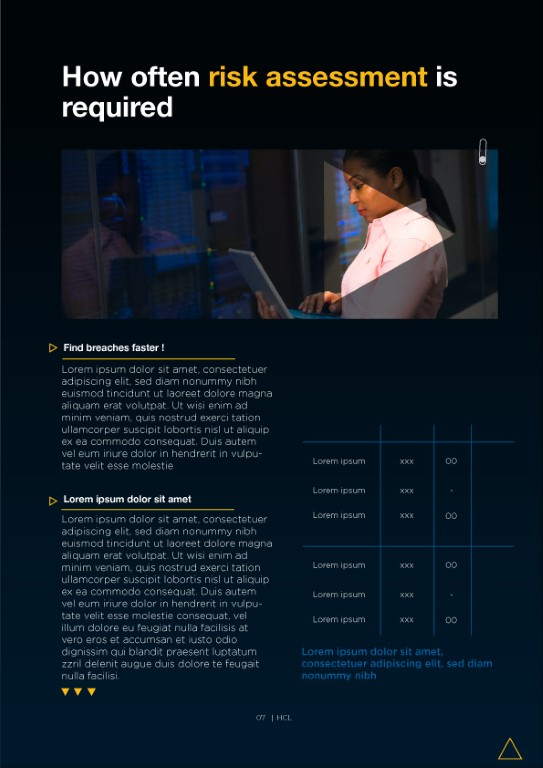 How often risk assessment is
required
Find breaches faster !
Lorem ipsum dolor sit amet, consectetuer
adipiscing elit, sed diam nonummy nibh
euismod tincidunt ut laoreet dolore magna
aliquam erat volutpat. Ut wisi enim ad
minim veniam, quis nostrud exerci tation
ullamcorper suscipit lobortis nisl ut aliquip
ex ea commodo consequat. Duis autem
vel eum iriure dolor in hendrerit in vulpu-
tate velit esse molestie
Lorem ipsum dolor sit amet
Lorem ipsum dolor sit amet, consectetuer
adipiscing elit, sed diam nonummy nibh
euismod tincidunt ut laoreet dolore magna
aliquam erat volutpat. Ut wisi enim ad
minim veniam, quis nostrud exerci tation
ullamcorper suscipit lobortis nisl ut aliquip
ex ea commodo consequat. Duis autem
vel eum iriure dolor in hendrerit in vulpu-
tate velit esse molestie consequat, vel
illum dolore eu feugiat nulla facilisis at
vero eros et accumsan et iusto odio
dignissim qui blandit praesent luptatum
zzril delenit augue duis dolore te feugait
nulla facilisi.
Lorem ipsum xxx 00
Lorem ipsum xxx -
Lorem ipsum xxx 00
Lorem ipsum xxx 00
Lorem ipsum xxx -
Lorem ipsum xxx 00
Lorem ipsum dolor sit amet,
consectetuer adipiscing elit, sed diam
nonummy nibh
07 | HCL